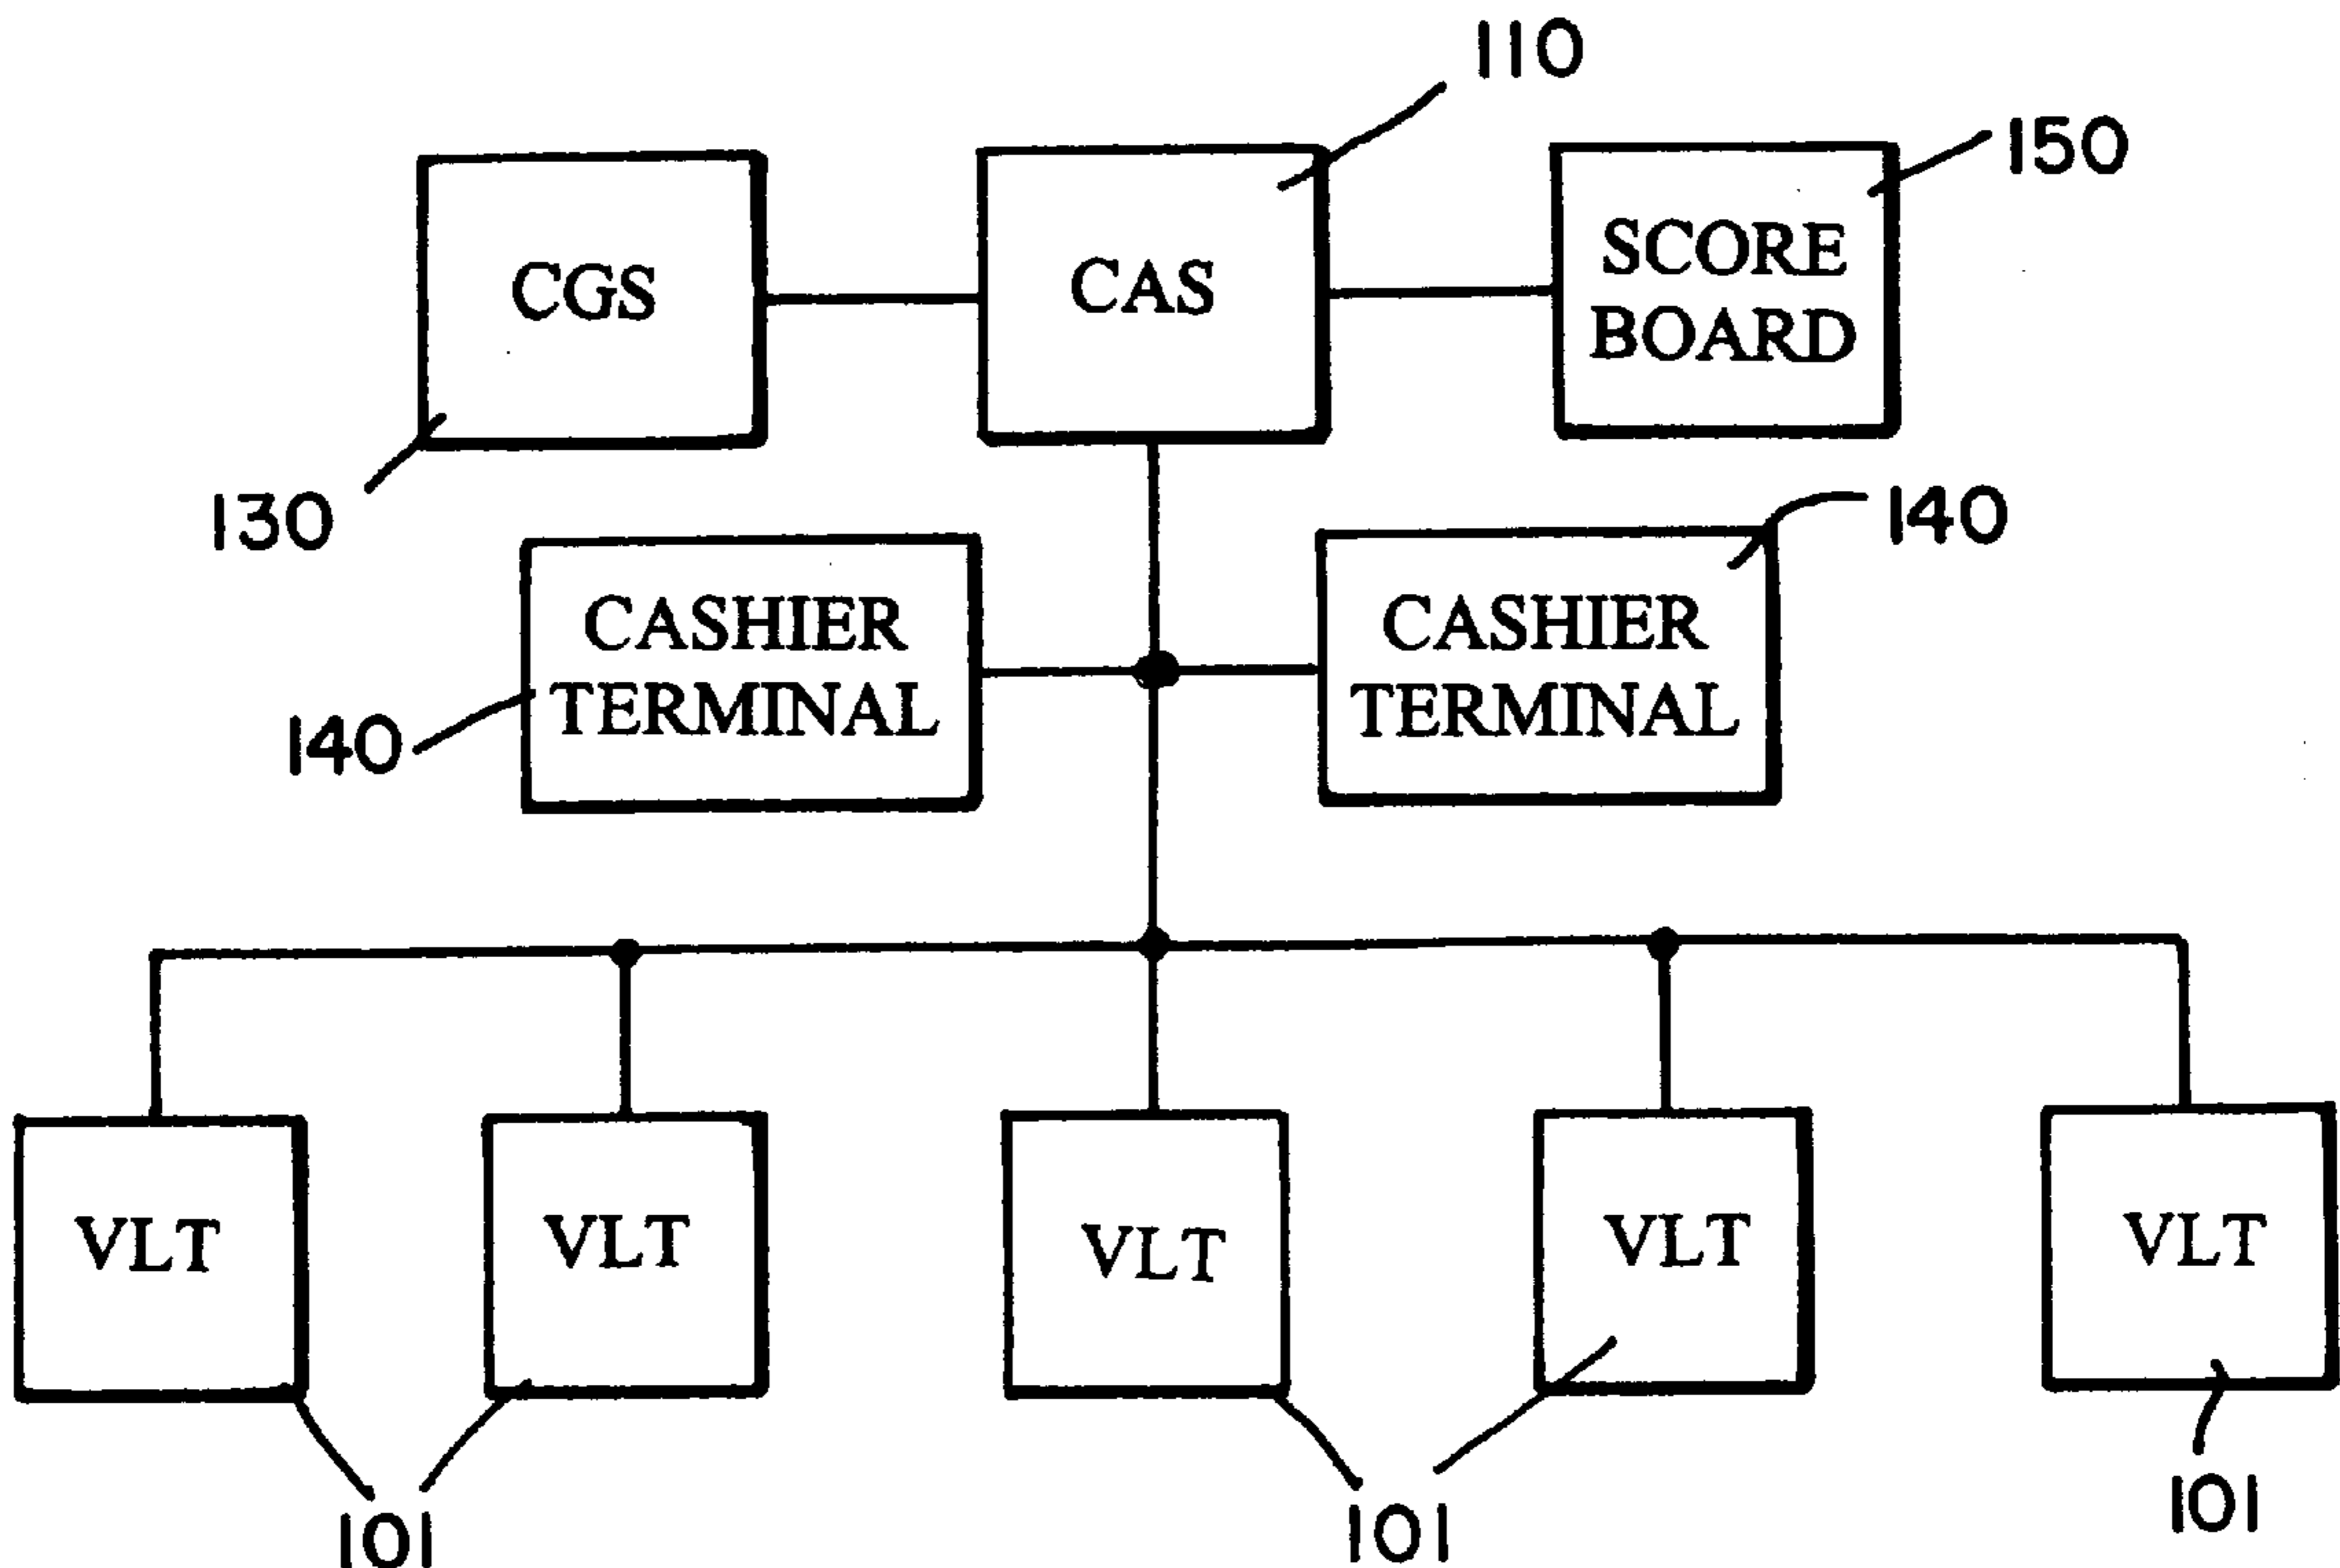 110
150
CGS
CAS
SCORE
BOARD
130
140
CASHIER
TERMINAL
CASHIER
TERMINAL
140
VLT
VLT
VLT
VLT
VLT
101
101
101